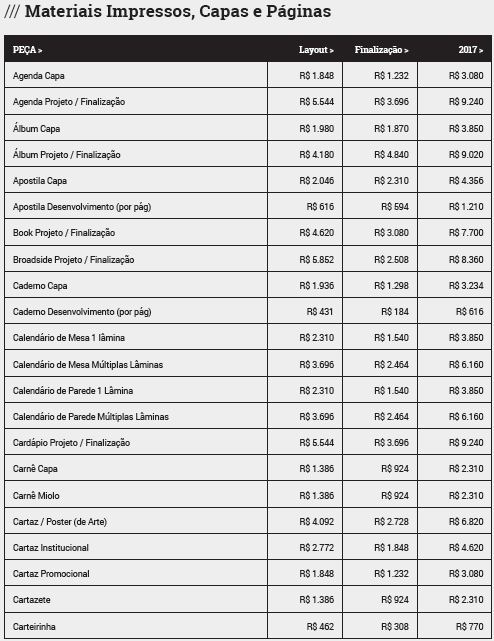 /// Materiais Impressos, Capas e Páginas
PEÇA > Layout > Finalização > 2017 >
Agenda Capa R$ 1.848 R$ 1.232 R$ 3.080
Agenda Projeto / Finalização R$ 5.544 R$ 3.696 R$ 9.240
Álbum Capa R$ 1.980 R$ 1.870 R$ 3.850
Álbum Projeto / Finalização R$ 4.180 R$ 4.840 R$ 9.020
Apostila Capa R$ 2.046 R$ 2.310 R$ 4.356
Apostila Desenvolvimento (por pág) R$ 616 R$ 594 R$ 1.210
Book Projeto / Finalização R$ 4.620 R$ 3.080 R$ 7.700
Broadside Projeto / Finalização R$ 5.852 R$ 2.508 R$ 8.360
Caderno Capa R$ 1.936 R$ 1.298 R$ 3.234
Caderno Desenvolvimento (por pág) R$ 431 R$ 184 R$ 616
Calendário de Mesa 1 lâmina R$ 2.310 R$ 1.540 R$ 3.850
Calendário de Mesa Múltiplas Lâminas R$ 3.696 R$ 2.464 R$ 6.160
Calendário de Parede 1 Lâmina R$ 2.310 R$ 1.540 R$ 3.850
Calendário de Parede Múltiplas Lâminas R$ 3.696 R$ 2.464 R$ 6.160
Cardápio Projeto / Finalização R$ 5.544 R$ 3.696 R$ 9.240
Carnê Capa R$ 1.386 R$ 924 R$ 2.310
Carnê Miolo R$ 1.386 R$ 924 R$ 2.310
Cartaz / Poster (de Arte) R$ 4.092 R$ 2.728 R$ 6.820
Cartaz Institucional R$ 2.772 R$ 1.848 R$ 4.620
Cartaz Promocional R$ 1.848 R$ 1.232 R$ 3.080
Cartazete R$ 1.386 R$ 924 R$ 2.310
Carteirinha R$ 462 R$ 308 R$ 770